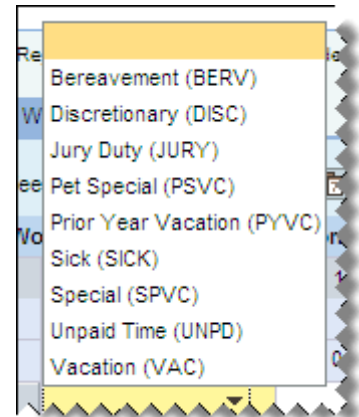 Bereavement (BERV)
Discretionary (DISC)
Jury Duty (JURY)
Pet Special (PSVC)
Prior Year Vacation (PYVC)
Sick (SICK)
Special (SPVC)
Unpaid Time (UNPD)
Vacation (VAC)